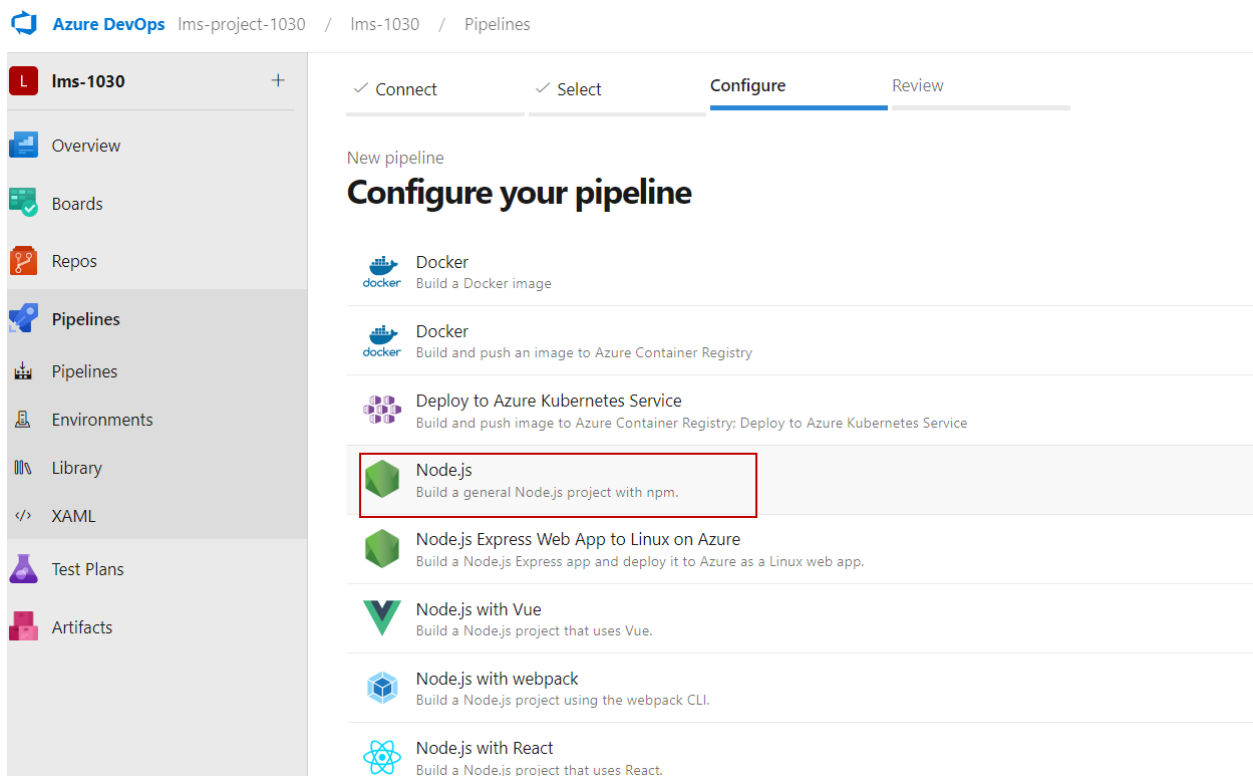 Azure DevOps lms-project-1030 / lms-1030 / Pipelines
L lms-1030 +
Overview
Boards
Repos
Pipelines
Pipelines
Environments
Library
XAML
Test Plans
Artifacts
Connect Select Configure Review
New pipeline
Configure your pipeline
docker Docker
Build a Docker image
docker Docker
Build and push an image to Azure Container Registry
Deploy to Azure Kubernetes Service
Build and push image to Azure Container Registry; Deploy to Azure Kubernetes Service
Node.js
Build a general Node.js project with npm.
Node.js Express Web App to Linux on Azure
Build a Node.js Express app and deploy it to Azure as a Linux web app.
Node.js with Vue
Build a Node.js project that uses Vue.
Node.js with webpack
Build a Node.js project using the webpack CLI.
Node.js with React
Build a Node.js project that uses React.